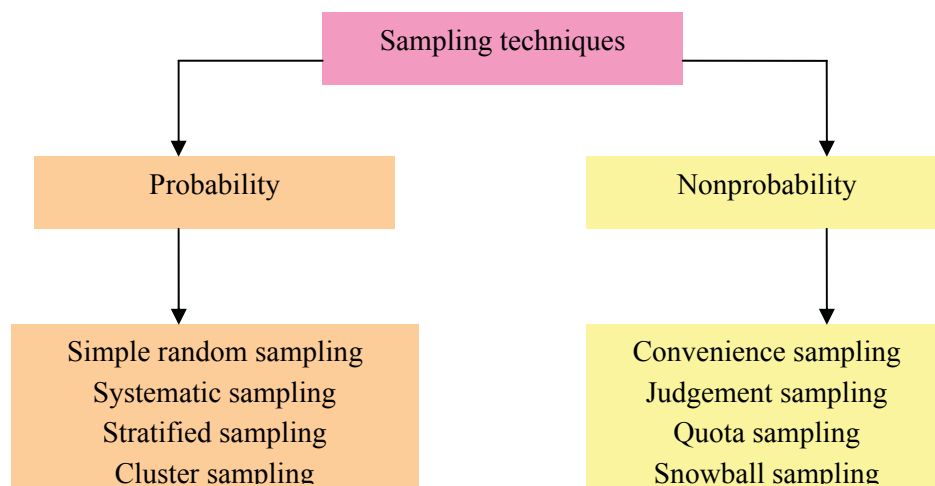 Sampling techniques
Probability
Nonprobability
Simple random sampling
Systematic sampling
Stratified sampling
Cluster sampling
Convenience sampling
Judgement sampling
Quota sampling
Snowball sampling